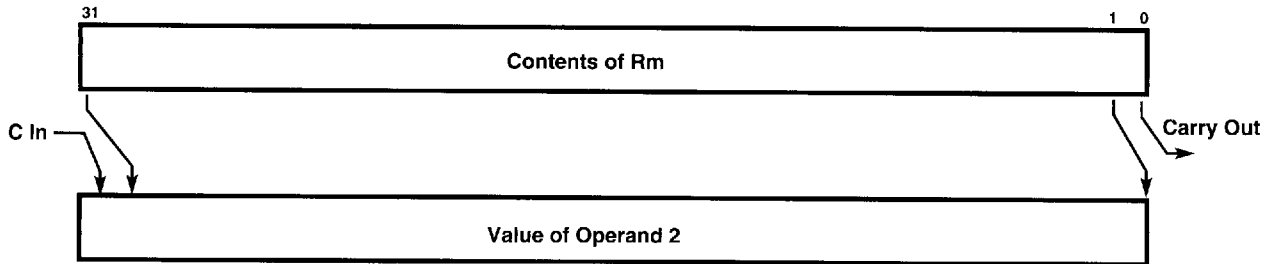 31
1 0
Contents of Rm
C In
Carry Out
Value of Operand 2